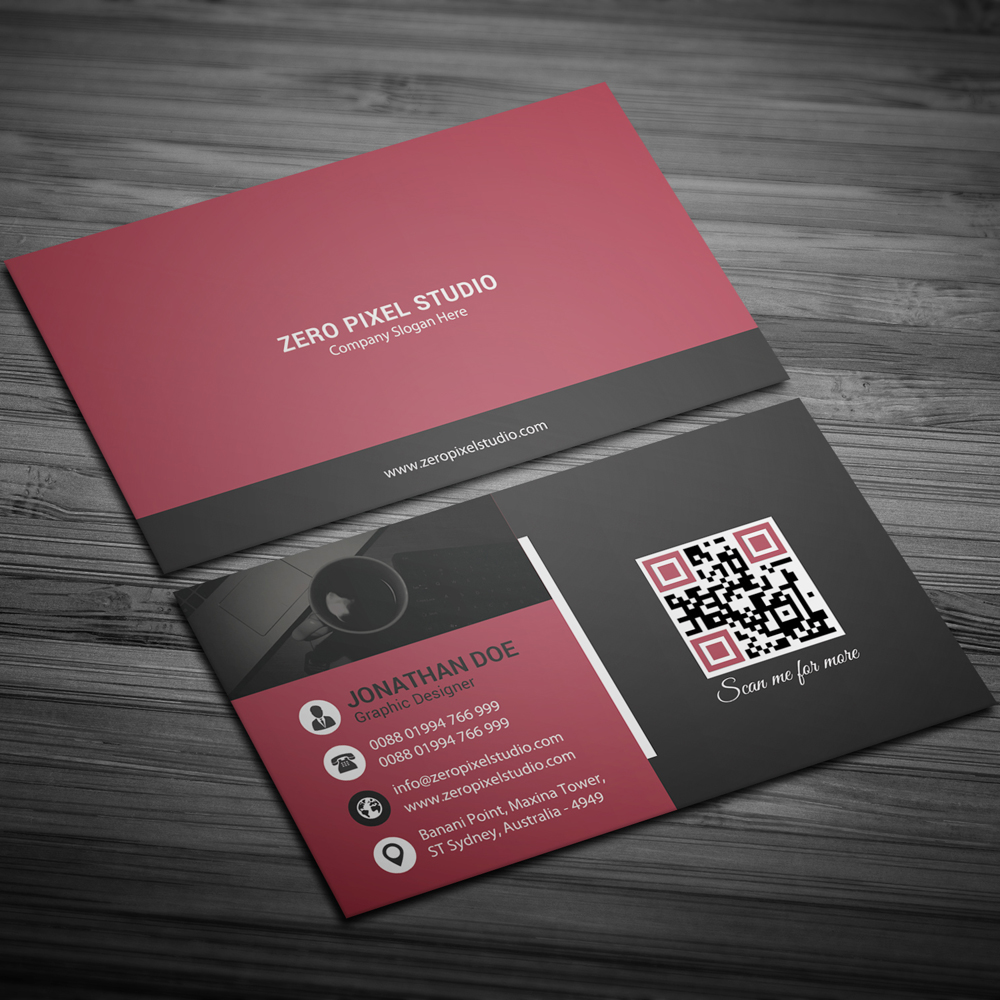 ZERO PIXEL STUDIO
Company Slogan Here
www.zeropixelstudio.com
JONATHAN DOE
Graphic Designer
0088 01994 766 999
0088 01994 766 999
info@zeropixelstudio.com
www.zeropixelstudio.com
Banani Point, Maxina Tower,
ST Sydney, Australia - 4949
Scan me for more